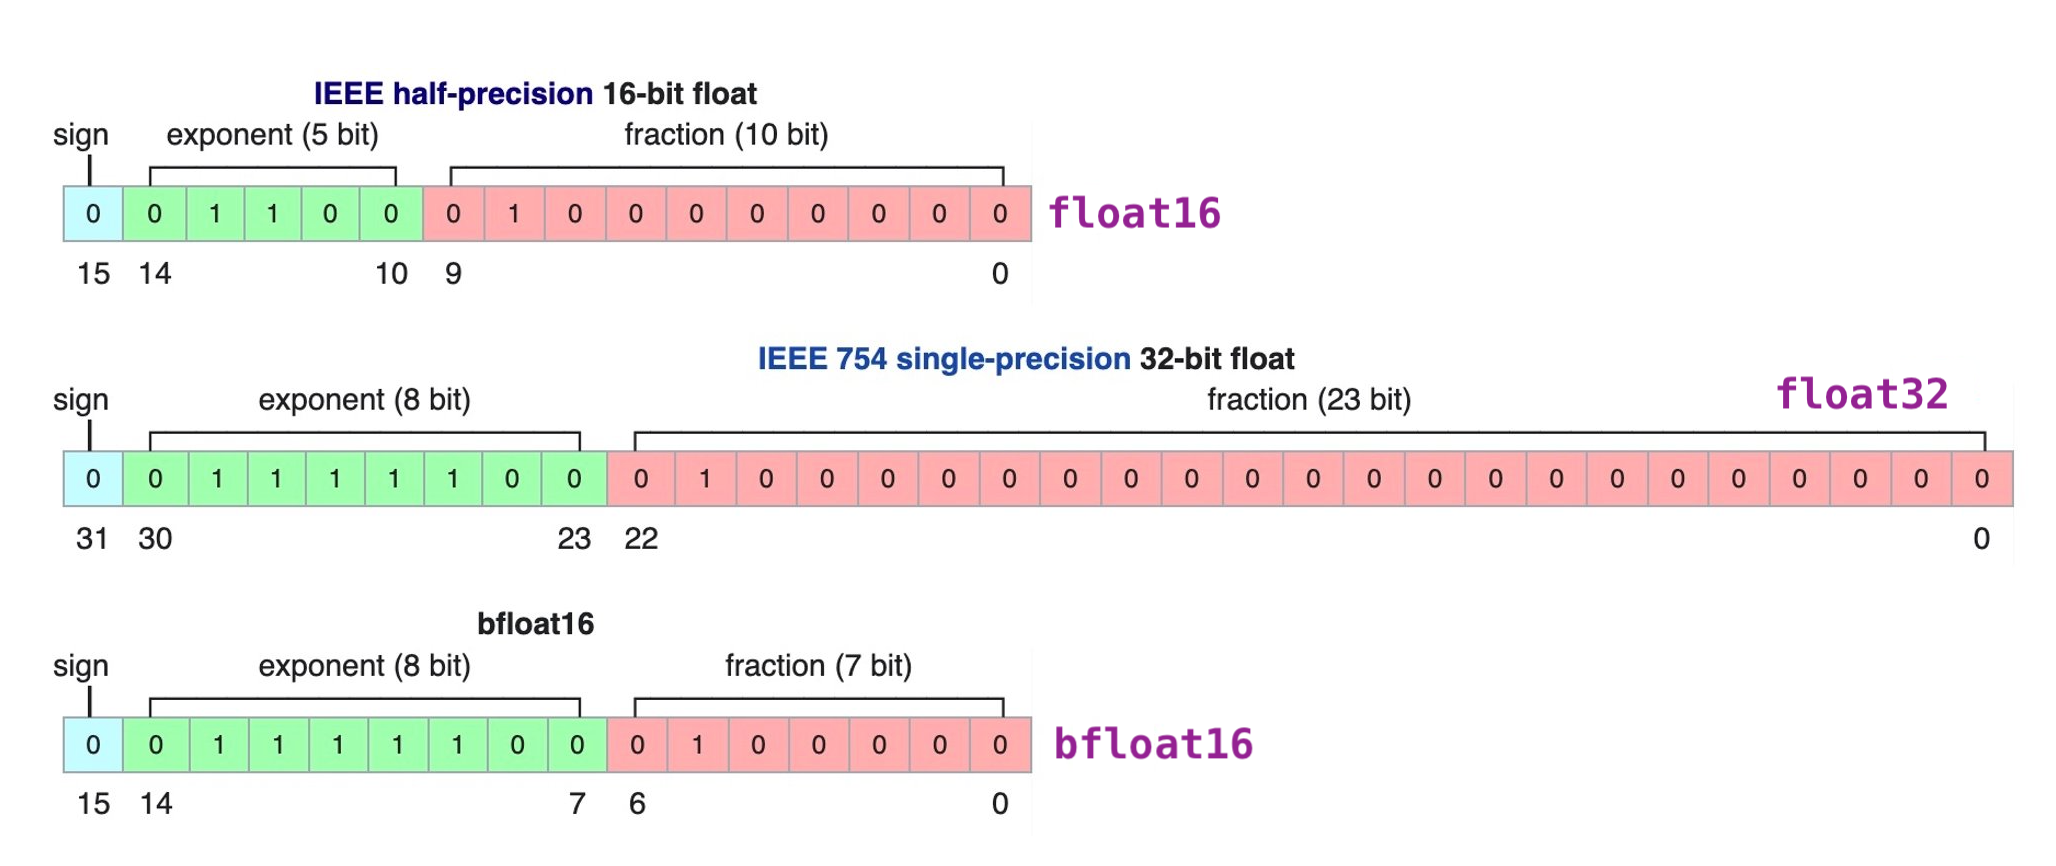 IEEE half-precision 16-bit float
sign exponent (5 bit) fraction (10 bit)
0 0 1 1 0 0 0 1 0 0 0 0 0 0 0 0 float16
15 14 10 9 0
IEEE 754 single-precision 32-bit float
sign exponent (8 bit) fraction (23 bit) float32
0 0 1 1 1 1 1 0 0 0 1 0 0 0 0 0 0 0 0 0 0 0 0 0 0 0 0 0 0 0 0 0
31 30 23 22 0
bfloat16
sign exponent (8 bit) fraction (7 bit)
0 0 1 1 1 1 1 0 0 0 1 0 0 0 0 0 bfloat16
15 14 7 6 0